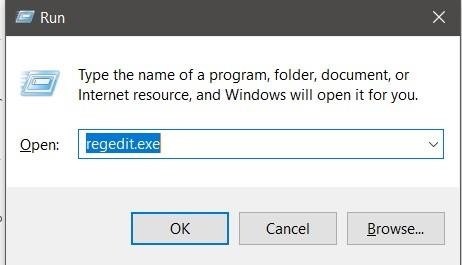 Run
Type the name of a program, folder, document, or
Internet resource, and Windows will open it for you.
Open: regedit.exe
OK Cancel Browse...